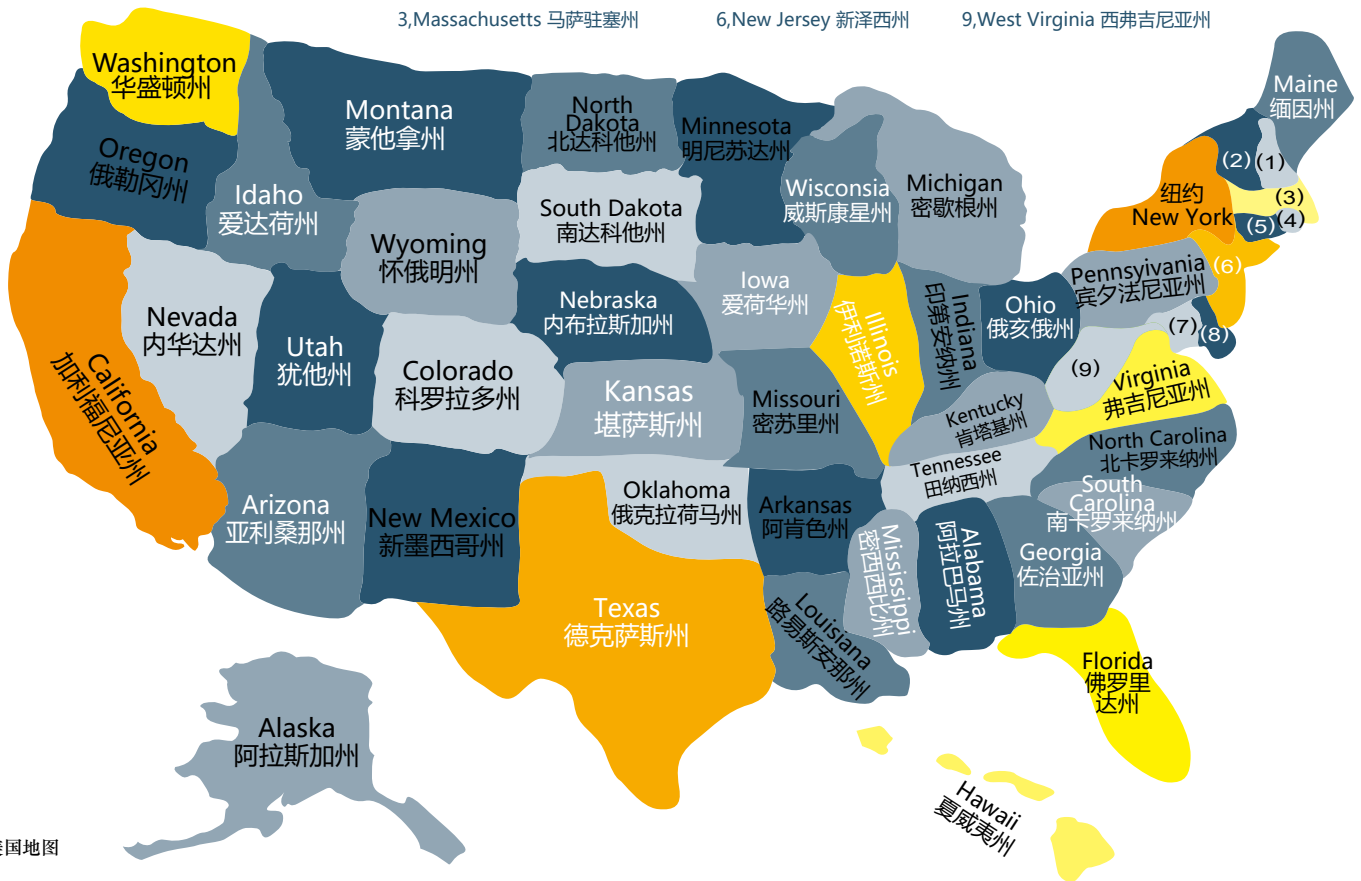 3,Massachusetts 马萨驻塞州
6,New Jersey 新泽西州
9,West Virginia 西弗吉尼亚州
Washington
华盛顿州
Montana
蒙他拿州
North
Dakota
北达科他州
Minnesota
明尼苏达州
Maine
缅因州
Oregon
俄勒冈州
Idaho
爱达荷州
Wyoming
怀俄明州
South Dakota
南达科他州
Wisconsia
威斯康星州
Michigan
密歇根州
纽约
New York
(2)
(1)
(3)
(4)
(5)
(6)
Pennsyivania
宾夕法尼亚州
Nevada
内华达州
Utah
犹他州
Colorado
科罗拉多州
Nebraska
内布拉斯加州
Iowa
爱荷华州
Illinois
伊利诺斯州
Indiana
印第安纳州
Ohio
俄亥俄州
(7)
(8)
(9)
Virginia
弗吉尼亚州
California
加利福尼亚州
Kansas
堪萨斯州
Missouri
密苏里州
Kentucky
肯塔基州
North Carolina
北卡罗来纳州
Tennessee
田纳西州
South
Carolina
南卡罗来纳州
Arizona
亚利桑那州
New Mexico
新墨西哥州
Oklahoma
俄克拉荷马州
Arkansas
阿肯色州
Mississippi
密西西比州
Alabama
阿拉巴马州
Georgia
佐治亚州
Texas
德克萨斯州
Louisiana
路易斯安那州
Florida
佛罗里
达州
Alaska
阿拉斯加州
Hawaii
夏威夷州
国地图